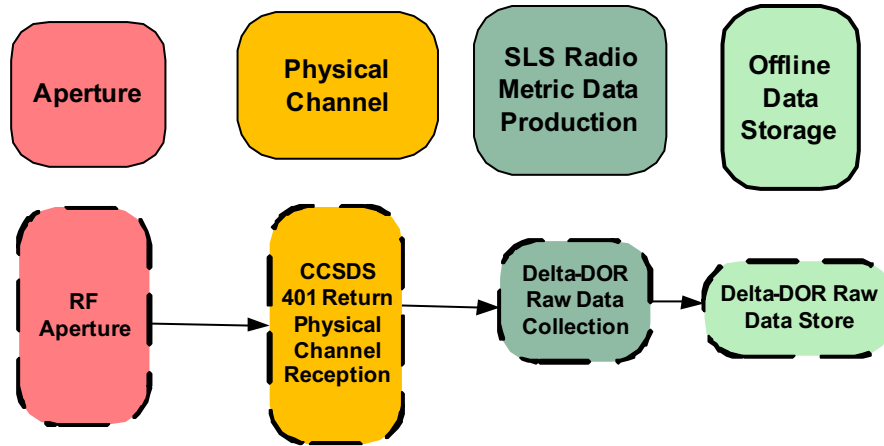 Aperture
Physical
Channel
SLS Radio
Metric Data
Production
Offline
Data
Storage
RF
Aperture
CCSDS
401 Return
Physical
Channel
Reception
Delta-DOR
Raw Data
Collection
Delta-DOR Raw
Data Store